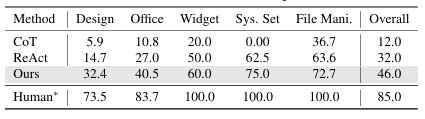 Method Design Office Widget Sys. Set File Mani. Overall
CoT 5.9 10.8 20.0 0.00 36.7 12.0
ReAct 14.7 27.0 50.0 62.5 63.6 32.0
Ours 32.4 40.5 60.0 75.0 72.7 46.0
Human* 73.5 83.7 100.0 100.0 100.0 85.0